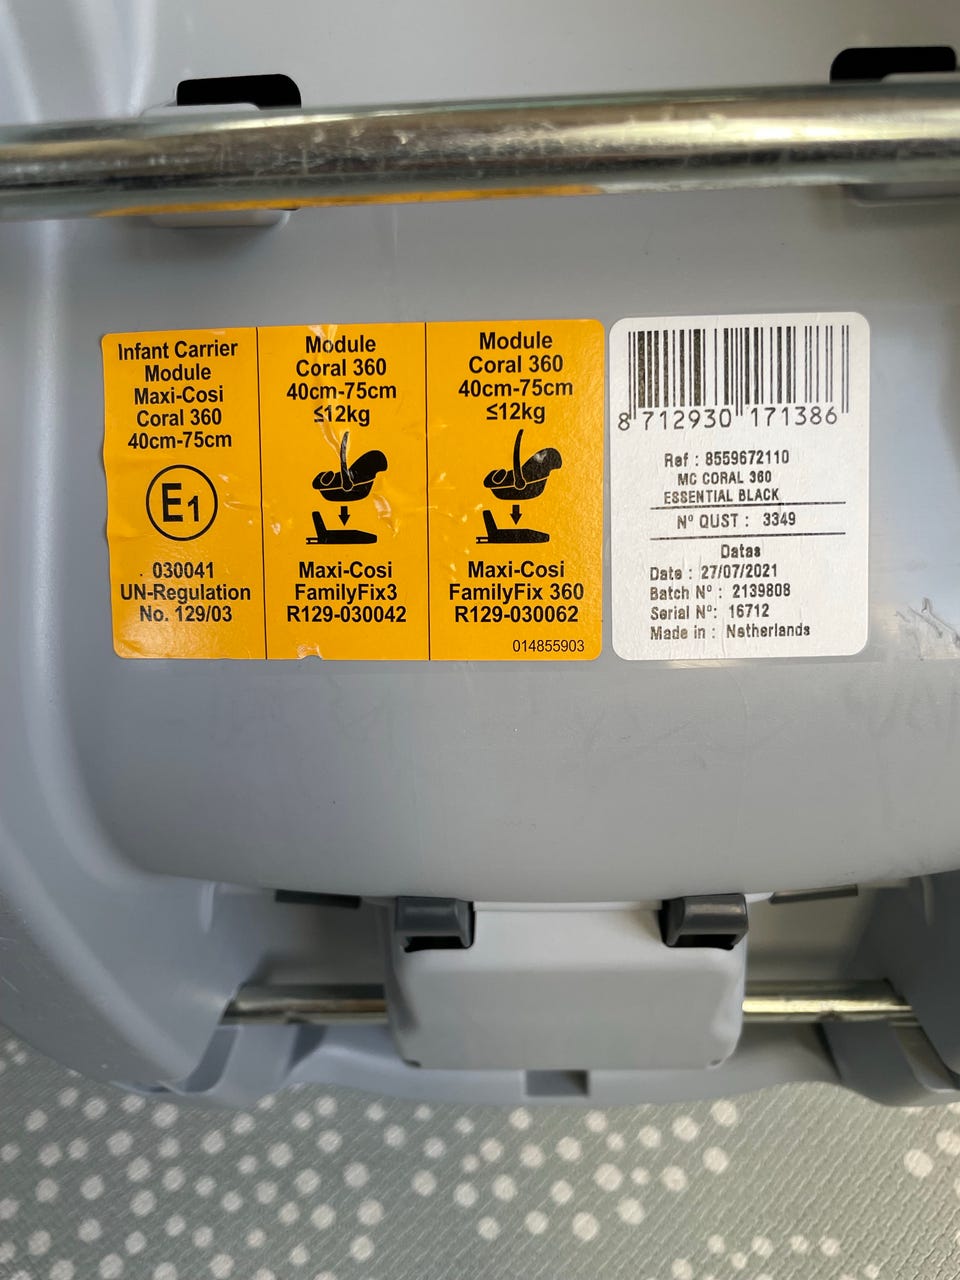 Infant Carrier
Module
Maxi-Cosi
Coral 360
40cm-75cm
E1
030041
UN-Regulation
No. 129/03
Module
Coral 360
40cm-75cm
≤12kg
Maxi-Cosi
FamilyFix3
R129-030042
Module
Coral 360
40cm-75cm
≤12kg
Maxi-Cosi
FamilyFix 360
R129-030062
014855903
8 712930 171386
Ref : 8559672110
MC CORAL 360
ESSENTIAL BLACK
Nº QUST : 3349
Datas
Date : 27/07/2021
Batch Nº : 2139808
Serial Nº: 16712
Made in : Netherlands